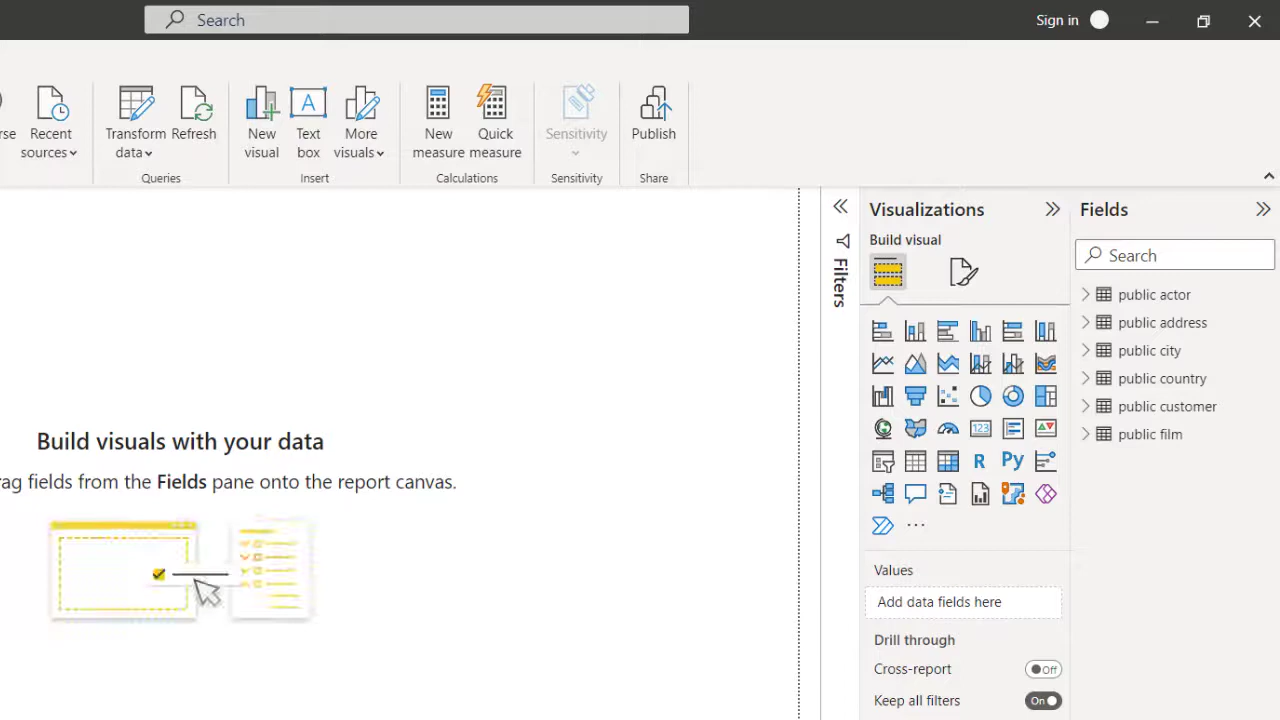 Search
Sign in
Recent
sources
Transform
data
Refresh
Queries
New
visual
Text
box
More
visuals
Insert
New
measure
Quick
measure
Calculations
Sensitivity
Sensitivity
Publish
Share
Filters
Visualizations
Build visual
R
Py
123
Values
Add data fields here
Drill through
Cross-report
Off
Keep all filters
On
Fields
Search
public actor
public address
public city
public country
public customer
public film
Build visuals with your data
fields from the Fields pane onto the report canvas.